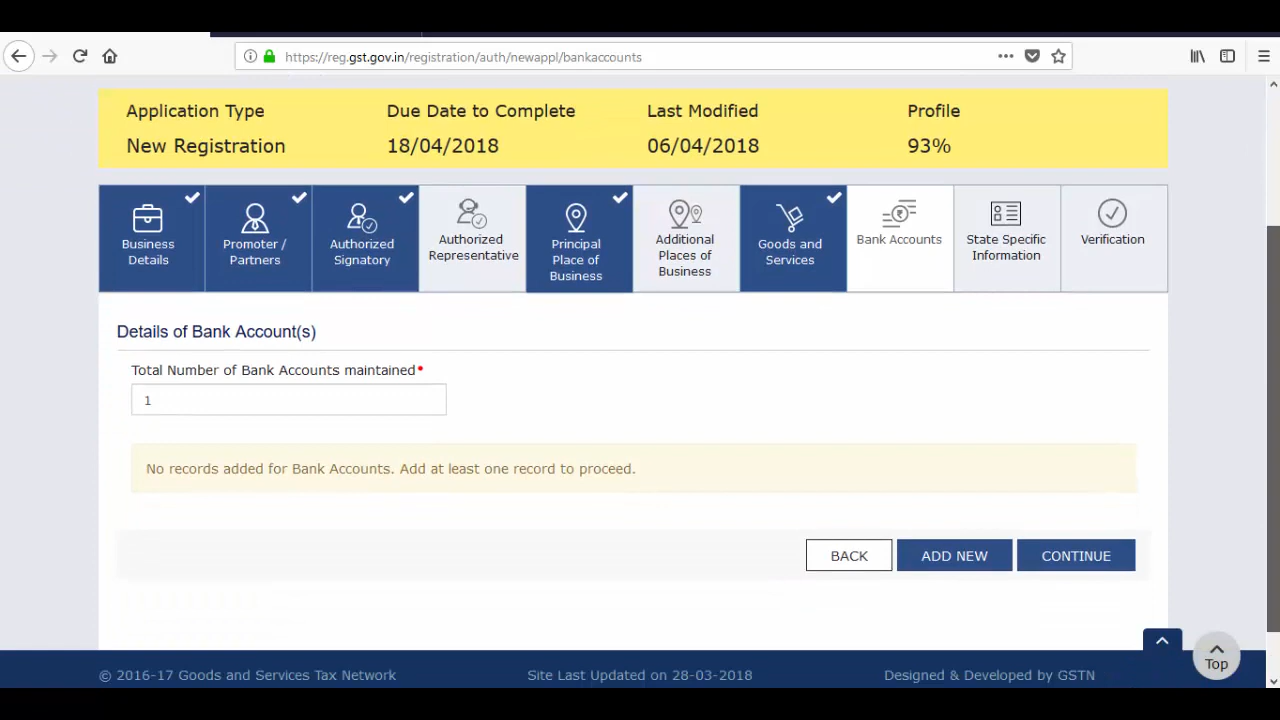 https://reg.gst.gov.in/registration/auth/newappl/bankaccounts
Application Type
Due Date to Complete
Last Modified
Profile
New Registration
18/04/2018
06/04/2018
93%
Business
Details
Promoter /
Partners
Authorized
Signatory
Authorized
Representative
Principal
Place of
Business
Additional
Places of
Business
Goods and
Services
Bank Accounts
State Specific
Information
Verification
Details of Bank Account(s)
Total Number of Bank Accounts maintained*
1
No records added for Bank Accounts. Add at least one record to proceed.
BACK
ADD NEW
CONTINUE
Top
© 2016-17 Goods and Services Tax Network
Site Last Updated on 28-03-2018
Designed & Developed by GSTN